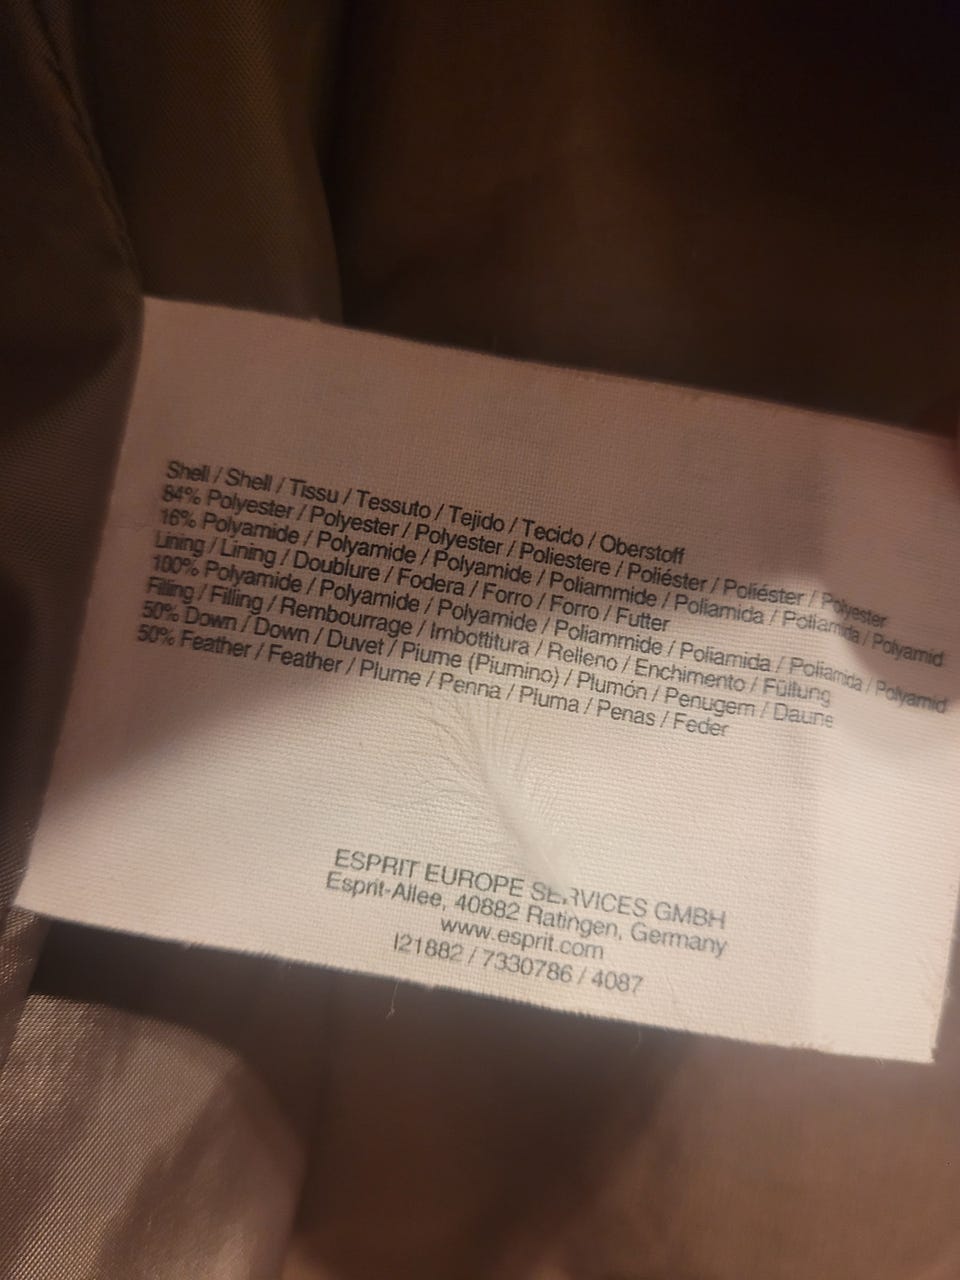 Shell / Shell / Tissu / Tessuto / Tejido / Tecido / Oberstoff
84% Polyester / Polyester / Polyester / Poliestere / Poliéster / Poliéster / Polyester
16% Polyamide / Polyamide / Polyamide / Poliammide / Poliamida / Poliamida / Polyamid
Lining / Lining / Doublure / Fodera / Forro / Forro / Futter
100% Polyamide / Polyamide / Polyamide / Poliammide / Poliamida / Poliamida / Polyamid
Filling / Filling / Rembourrage / Imbottitura / Relleno / Enchimento / Füllung
50% Down / Down / Duvet / Piume (Piumino) / Plumón / Penugem / Daune
50% Feather / Feather / Plume / Penna / Pluma / Penas / Feder
ESPRIT EUROPE SERVICES GMBH
Esprit-Allee, 40882 Ratingen, Germany
www.esprit.com
I21882 / 7330786 / 4087